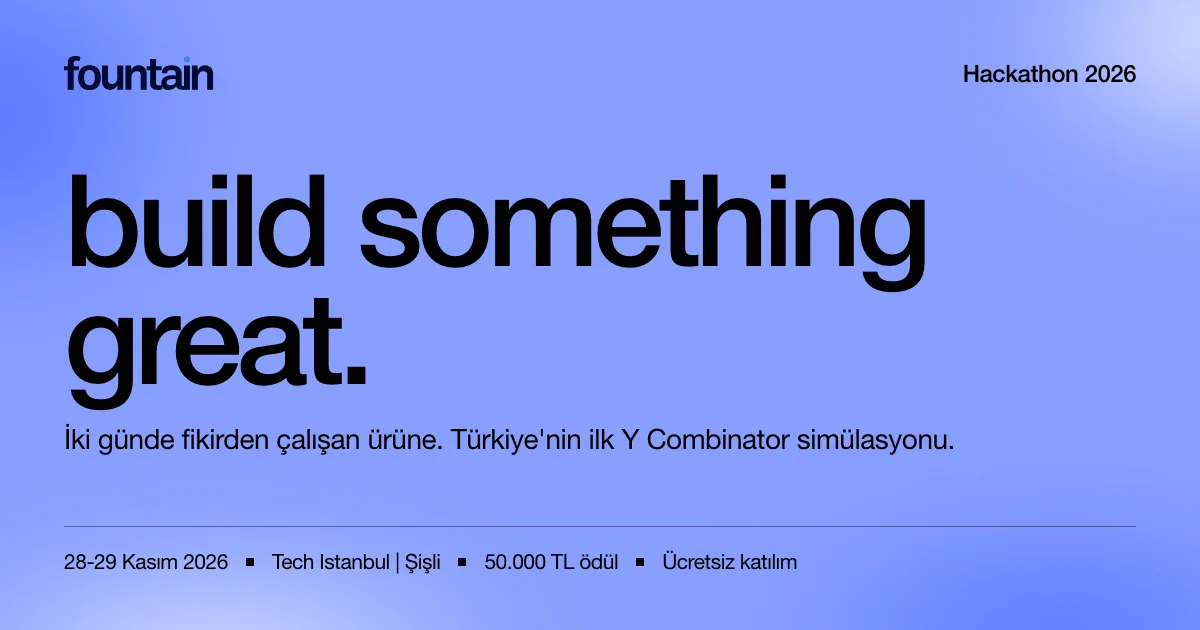 fountain
Hackathon 2026
build something
great.
İki günde fikirden çalışan ürüne. Türkiye'nin ilk Y Combinator simülasyonu.
28-29 Kasım 2026 ▪ Tech Istanbul | Şişli ▪ 50.000 TL ödül ▪ Ücretsiz katılım